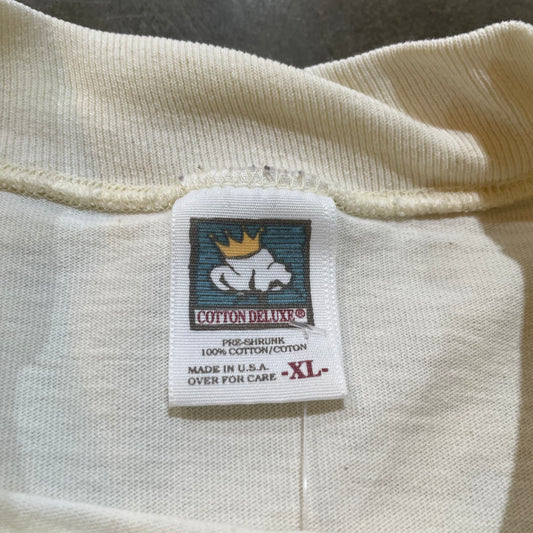 COTTON DELUXE®
PRE-SHRUNK
100% COTTON/COTON
MADE IN U.S.A.
OVER FOR CARE -XL-